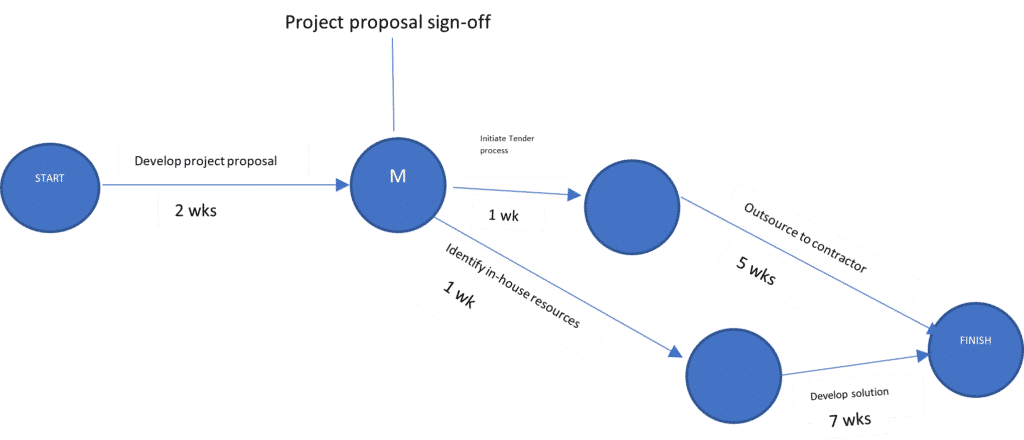 Project proposal sign-off
START
Develop project proposal
2 wks
M
Initiate Tender
process
1 wk
Identify in-house resources
1 wk
Outsource to contractor
5 wks
Develop solution
7 wks
FINISH